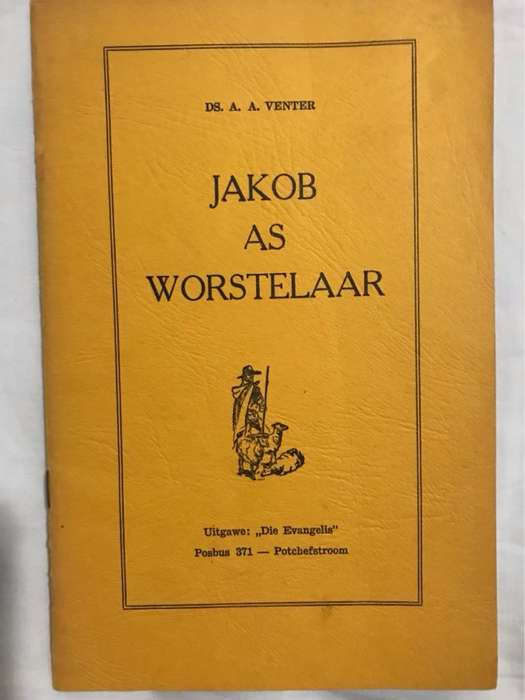 DS. A. A. VENTER
JAKOB
AS
WORSTELAAR
Uitgawe: „Die Evangelis"
Posbus 371 — Potchefstroom